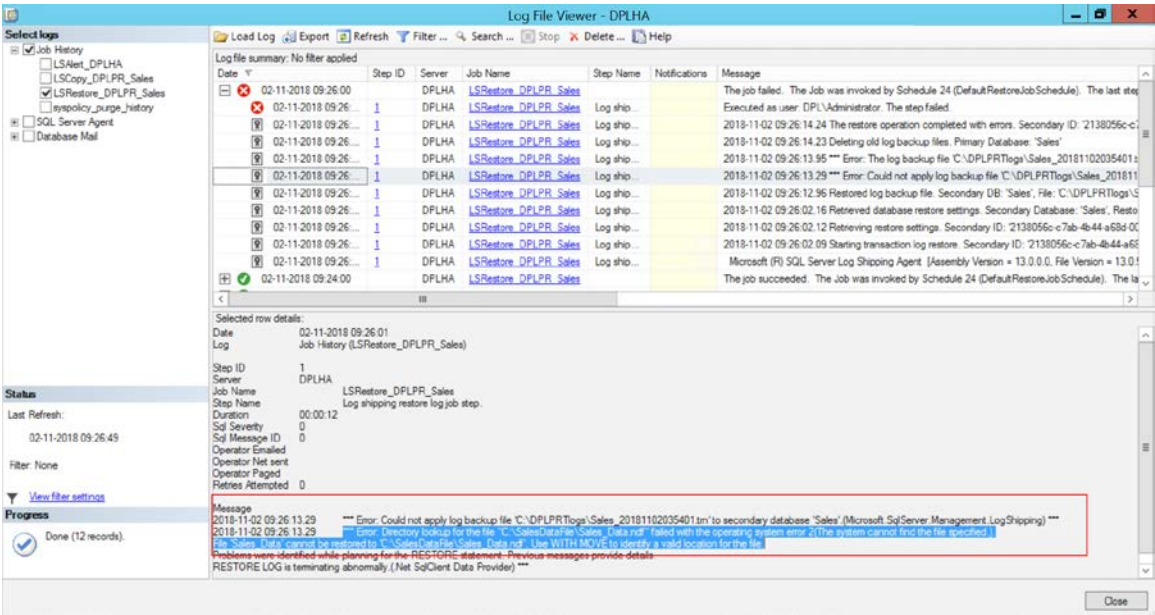 Log File Viewer - DPLHA
Select logs
Job History
LSAlert_DPLHA
LSCopy_DPLPR_Sales
LSRestore_DPLPR_Sales
syspolicy_purge_history
SQL Server Agent
Database Mail
Load Log Export Refresh Filter ... Search ... Stop Delete ... Help
Log file summary: No filter applied
Date Step ID Server Job Name Step Name Notifications Message
02-11-2018 09:26:00 DPLHA LSRestore_DPLPR_Sales The job failed. The Job was invoked by Schedule 24 (DefaultRestoreJobSchedule). The last step
02-11-2018 09:26:... 1 DPLHA LSRestore_DPLPR_Sales Log ship... Executed as user: DPL\Administrator. The step failed.
02-11-2018 09:26:... 1 DPLHA LSRestore_DPLPR_Sales Log ship... 2018-11-02 09:26:14.24 The restore operation completed with errors. Secondary ID: '2138056c-c7
02-11-2018 09:26:... 1 DPLHA LSRestore_DPLPR_Sales Log ship... 2018-11-02 09:26:14.23 Deleting old log backup files. Primary Database: 'Sales'
02-11-2018 09:26:... 1 DPLHA LSRestore_DPLPR_Sales Log ship... 2018-11-02 09:26:13.95 *** Error: The log backup file 'C:\DPLPRTlogs\Sales_20181102035401.t
02-11-2018 09:26:... 1 DPLHA LSRestore_DPLPR_Sales Log ship... 2018-11-02 09:26:13.29 *** Error: Could not apply log backup file 'C:\DPLPRTlogs\Sales_201811
02-11-2018 09:26:... 1 DPLHA LSRestore_DPLPR_Sales Log ship... 2018-11-02 09:26:12.96 Restored log backup file. Secondary DB: 'Sales', File: 'C:\DPLPRTlogs\S
02-11-2018 09:26:... 1 DPLHA LSRestore_DPLPR_Sales Log ship... 2018-11-02 09:26:02.16 Retrieved database restore settings. Secondary Database: 'Sales', Resto
02-11-2018 09:26:... 1 DPLHA LSRestore_DPLPR_Sales Log ship... 2018-11-02 09:26:02.12 Retrieving restore settings. Secondary ID: '2138056c-c7ab-4b44-a68d-00
02-11-2018 09:26:... 1 DPLHA LSRestore_DPLPR_Sales Log ship... 2018-11-02 09:26:02.09 Starting transaction log restore. Secondary ID: '2138056c-c7ab-4b44-a68
02-11-2018 09:26:... 1 DPLHA LSRestore_DPLPR_Sales Log ship... Microsoft (R) SQL Server Log Shipping Agent [Assembly Version = 13.0.0.0, File Version = 13.0.
02-11-2018 09:24:00 DPLHA LSRestore_DPLPR_Sales The job succeeded. The Job was invoked by Schedule 24 (DefaultRestoreJobSchedule). The la
Selected row details:
Date 02-11-2018 09:26:01
Log Job History (LSRestore_DPLPR_Sales)
Step ID 1
Server DPLHA
Job Name LSRestore_DPLPR_Sales
Step Name Log shipping restore log job step.
Duration 00:00:12
Sql Severity 0
Sql Message ID 0
Operator Emailed
Operator Net sent
Operator Paged
Retries Attempted 0
Message
2018-11-02 09:26:13.29 *** Error: Could not apply log backup file 'C:\DPLPRTlogs\Sales_20181102035401.trn' to secondary database 'Sales'.(Microsoft.SqlServer.Management.LogShipping) ***
2018-11-02 09:26:13.29 *** Error: Directory lookup for the file "C:\SalesDataFile\Sales_Data.ndf" failed with the operating system error 2(The system cannot find the file specified.).
File 'Sales_Data' cannot be restored to 'C:\SalesDataFile\Sales_Data.ndf'. Use WITH MOVE to identify a valid location for the file.
Problems were identified while planning for the RESTORE statement. Previous messages provide details.
RESTORE LOG is terminating abnormally.(.Net SqlClient Data Provider) ***
Status
Last Refresh:
02-11-2018 09:26:49
Filter: None
View filter settings
Progress
Done (12 records).
Close